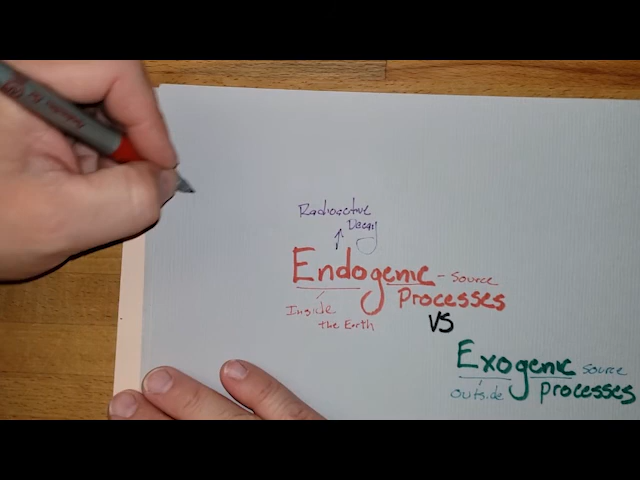 Radioactive
Decay
Endogenic - source
Processes
Inside
the Earth
VS
Exogenic source
outside processes